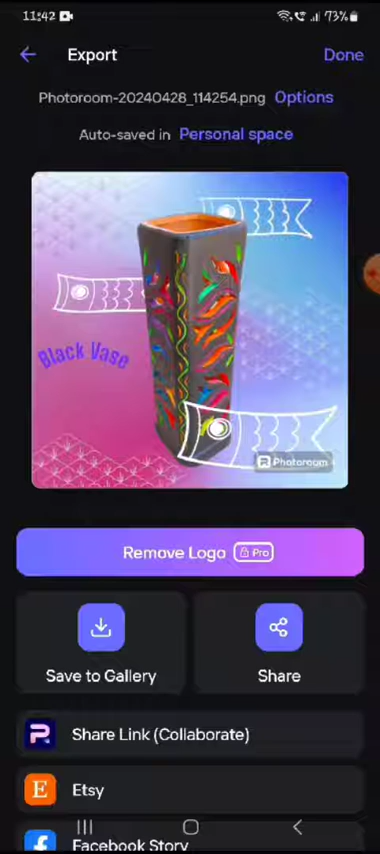 11:42 73%
Export Done
Photoroom-20240428_114254.png Options
Auto-saved in Personal space
Black Vase
Photoroom
Remove Logo Pro
Save to Gallery Share
Share Link (Collaborate)
Etsy
Facebook Story